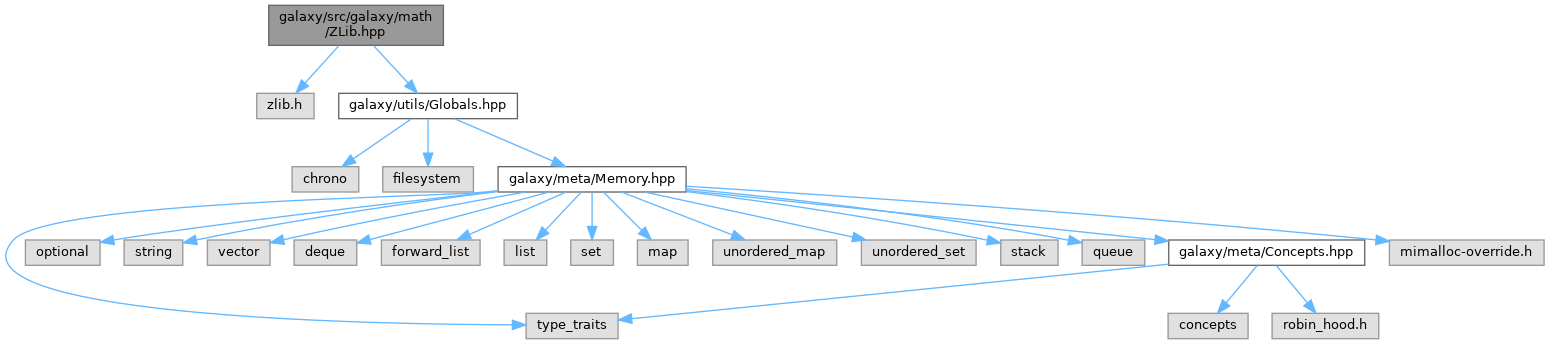 galaxy/src/galaxy/math
/ZLib.hpp
zlib.h
galaxy/utils/Globals.hpp
chrono
filesystem
galaxy/meta/Memory.hpp
optional
string
vector
deque
forward_list
list
set
map
unordered_map
unordered_set
stack
queue
galaxy/meta/Concepts.hpp
mimalloc-override.h
type_traits
concepts
robin_hood.h